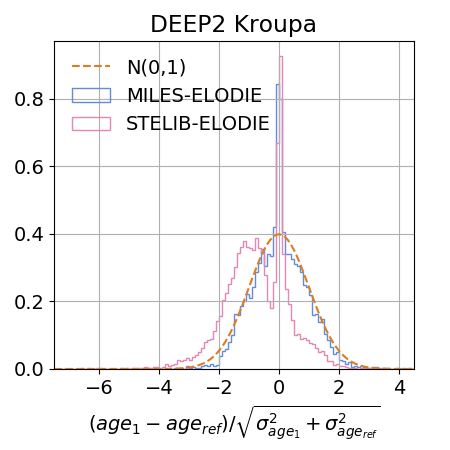 DEEP2 Kroupa
N(0,1)
MILES-ELODIE
STELIB-ELODIE
0.8
0.6
0.4
0.2
0.0
−6 −4 −2 0 2 4
(age₁ − age_ref)/√(σ²_age₁ + σ²_age_ref)